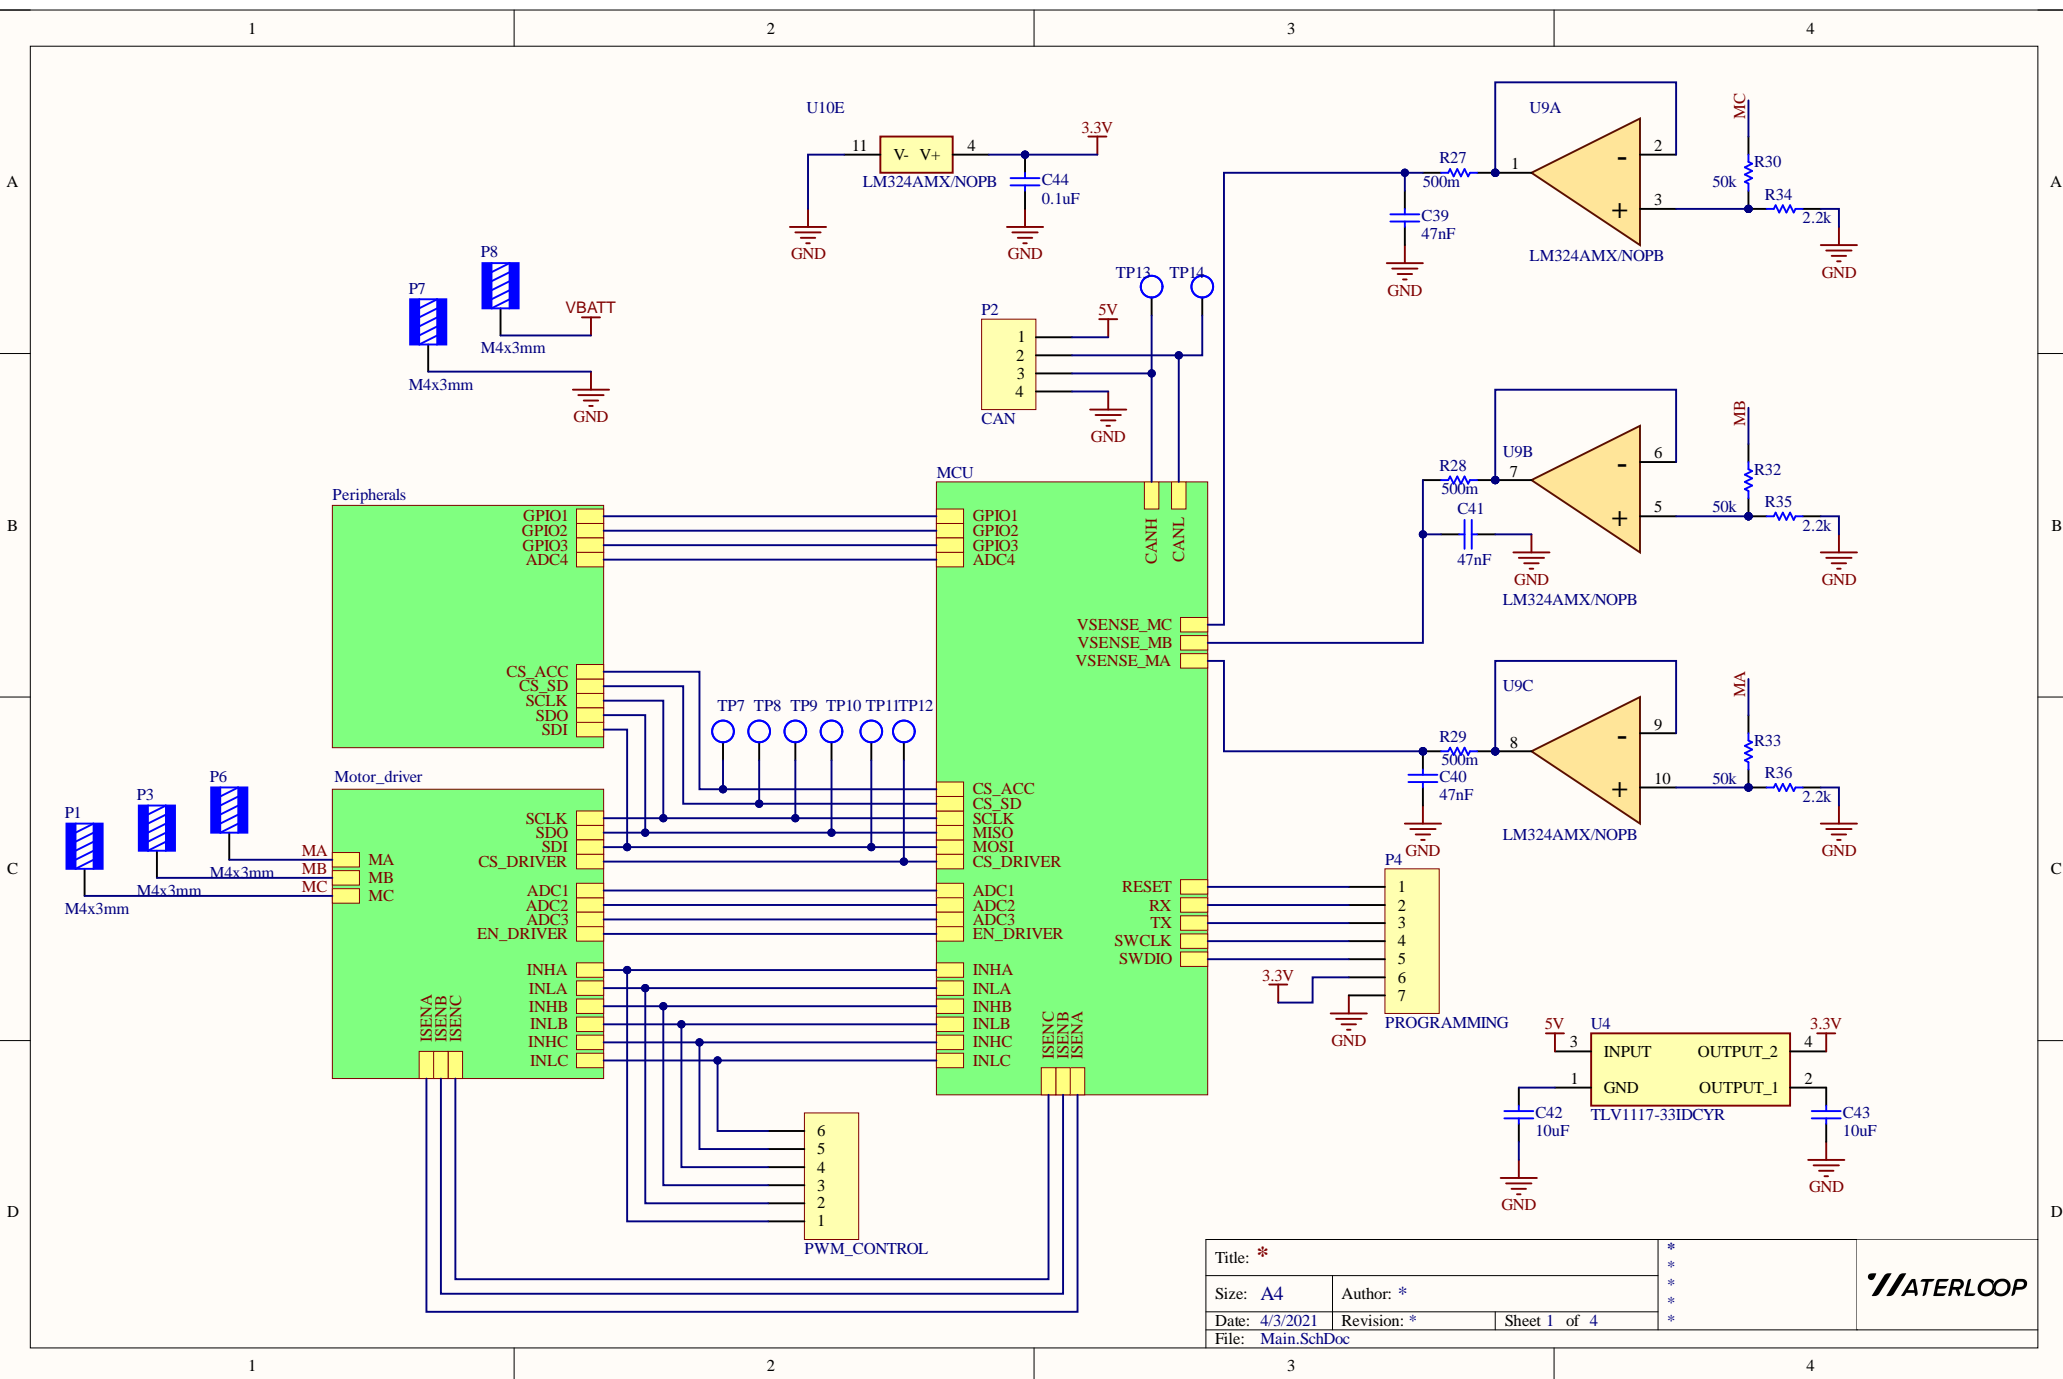 1
2
3
4
A
A
B
B
C
C
D
D
U10E
11
V- V+
4
3.3V
LM324AMX/NOPB
C44
0.1uF
GND
GND
P8
P7
VBATT
M4x3mm
M4x3mm
GND
TP13
TP14
P2
5V
1
2
3
4
CAN
GND
U9A
MC
2
R27
1
500m
R30
50k
R34
3
2.2k
C39
47nF
LM324AMX/NOPB
GND
GND
MB
U9B
6
R28
7
500m
R32
50k
R35
5
2.2k
C41
47nF
GND
GND
LM324AMX/NOPB
U9C
MA
9
R29
8
500m
R33
50k
R36
10
2.2k
C40
47nF
LM324AMX/NOPB
GND
GND
Peripherals
GPIO1
GPIO2
GPIO3
ADC4
CS_ACC
CS_SD
SCLK
SDO
SDI
TP7
TP8
TP9
TP10
TP11
TP12
MCU
GPIO1
GPIO2
GPIO3
ADC4
CANH
CANL
VSENSE_MC
VSENSE_MB
VSENSE_MA
CS_ACC
CS_SD
SCLK
MISO
MOSI
CS_DRIVER
ADC1
ADC2
ADC3
EN_DRIVER
INHA
INLA
INHB
INLB
INHC
INLC
RESET
RX
TX
SWCLK
SWDIO
ISENC
ISENB
ISENA
P6
P3
P1
MA
MB
MC
M4x3mm
M4x3mm
M4x3mm
Motor_driver
MA
MB
MC
SCLK
SDO
SDI
CS_DRIVER
ADC1
ADC2
ADC3
EN_DRIVER
INHA
INLA
INHB
INLB
INHC
INLC
ISENA
ISENB
ISENC
6
5
4
3
2
1
PWM_CONTROL
P4
1
2
3
4
5
6
7
3.3V
GND
PROGRAMMING
5V
U4
3.3V
3
INPUT
OUTPUT_2
4
1
GND
OUTPUT_1
2
TLV1117-33IDCYR
C42
10uF
C43
10uF
GND
GND
Title: *
Size: A4
Author: *
Date: 4/3/2021
Revision: *
Sheet 1 of 4
File: Main.SchDoc
*
*
*
*
*
WATERLOOP
1
2
3
4